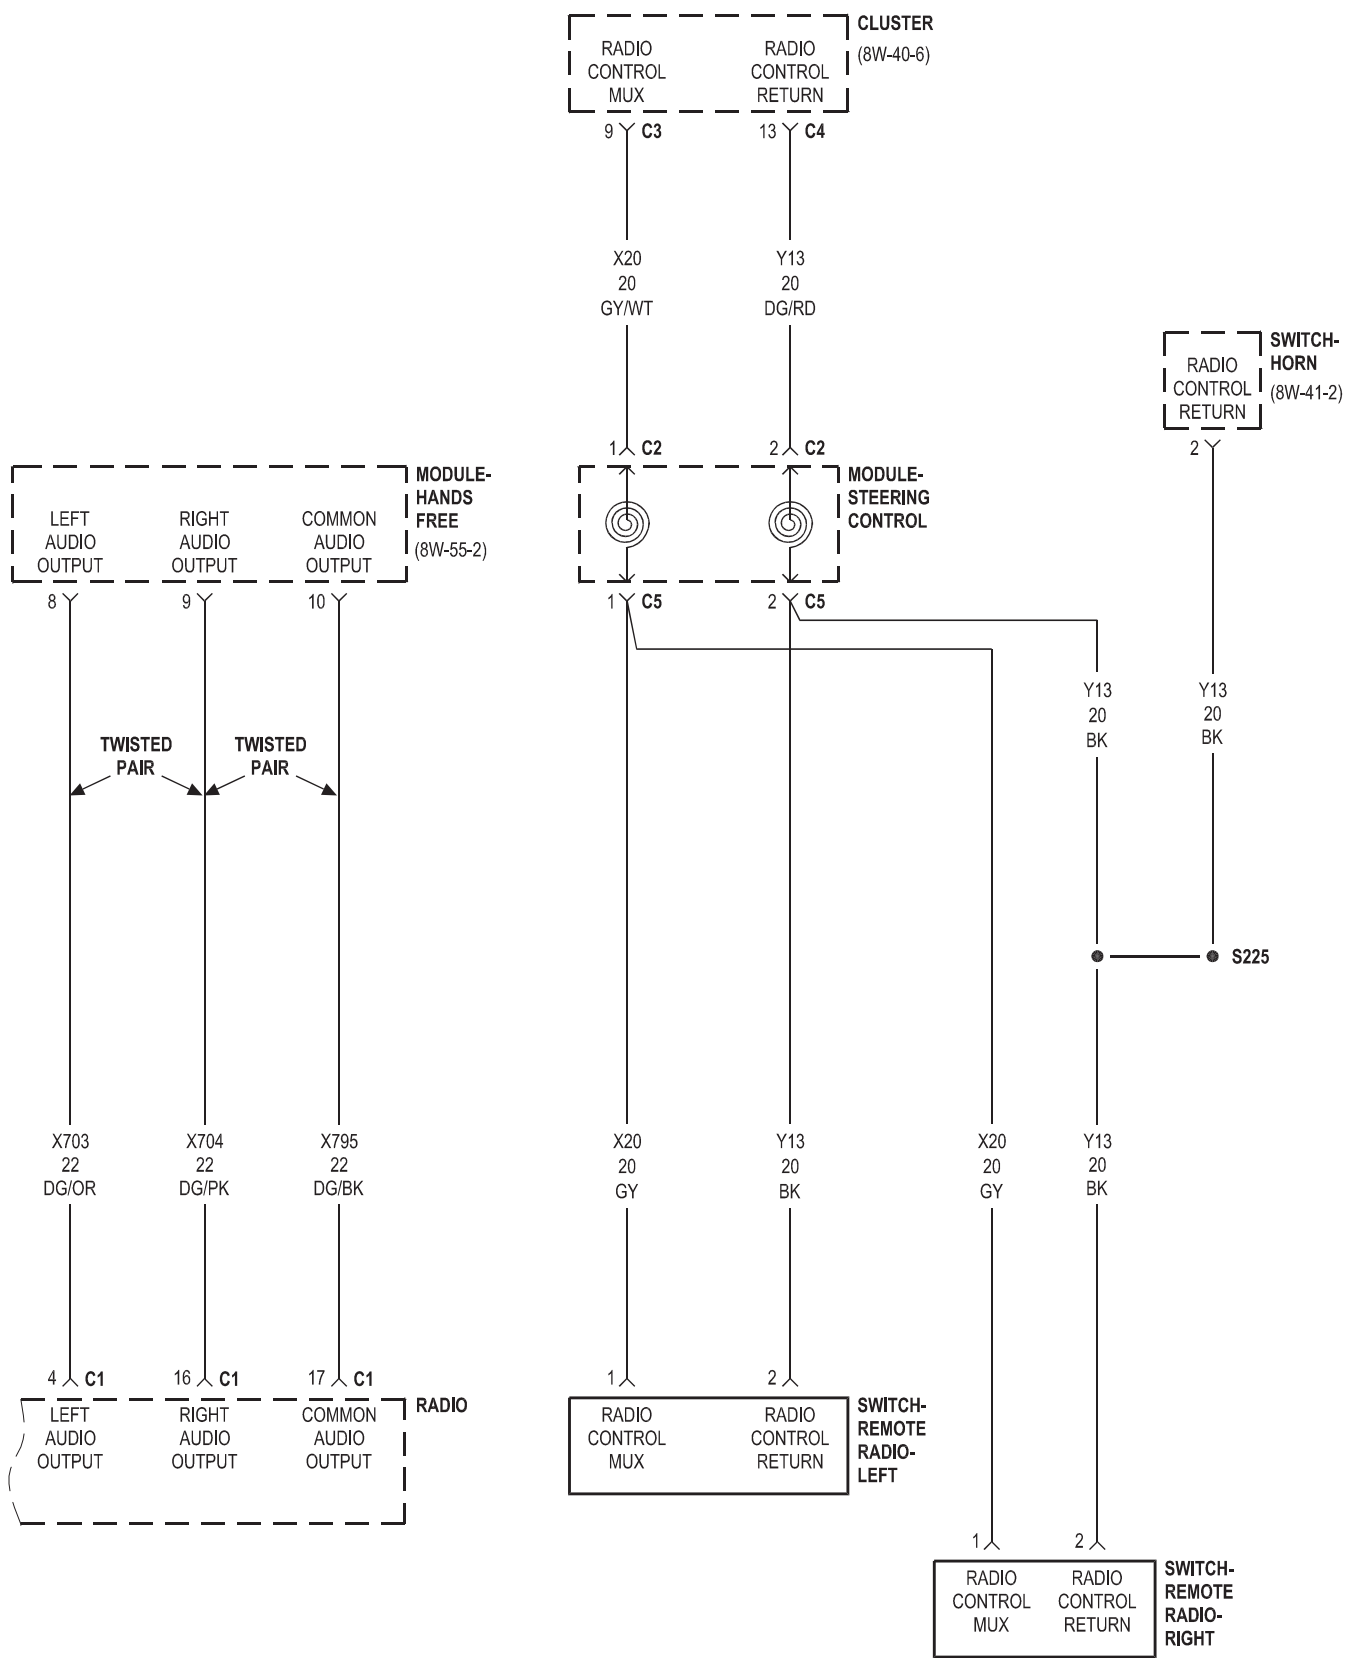 CLUSTER
(8W-40-6)
RADIO
CONTROL
MUX
RADIO
CONTROL
RETURN
9 C3
13 C4
X20
20
GY/WT
Y13
20
DG/RD
SWITCH-
HORN
(8W-41-2)
RADIO
CONTROL
RETURN
2
1 C2
2 C2
MODULE-
HANDS
FREE
(8W-55-2)
LEFT
AUDIO
OUTPUT
RIGHT
AUDIO
OUTPUT
COMMON
AUDIO
OUTPUT
MODULE-
STEERING
CONTROL
8
9
10
1 C5
2 C5
Y13
20
BK
Y13
20
BK
TWISTED
PAIR
TWISTED
PAIR
S225
X703
22
DG/OR
X704
22
DG/PK
X795
22
DG/BK
X20
20
GY
Y13
20
BK
X20
20
GY
Y13
20
BK
4 C1
16 C1
17 C1
RADIO
LEFT
AUDIO
OUTPUT
RIGHT
AUDIO
OUTPUT
COMMON
AUDIO
OUTPUT
1
2
RADIO
CONTROL
MUX
RADIO
CONTROL
RETURN
SWITCH-
REMOTE
RADIO-
LEFT
1
2
RADIO
CONTROL
MUX
RADIO
CONTROL
RETURN
SWITCH-
REMOTE
RADIO-
RIGHT